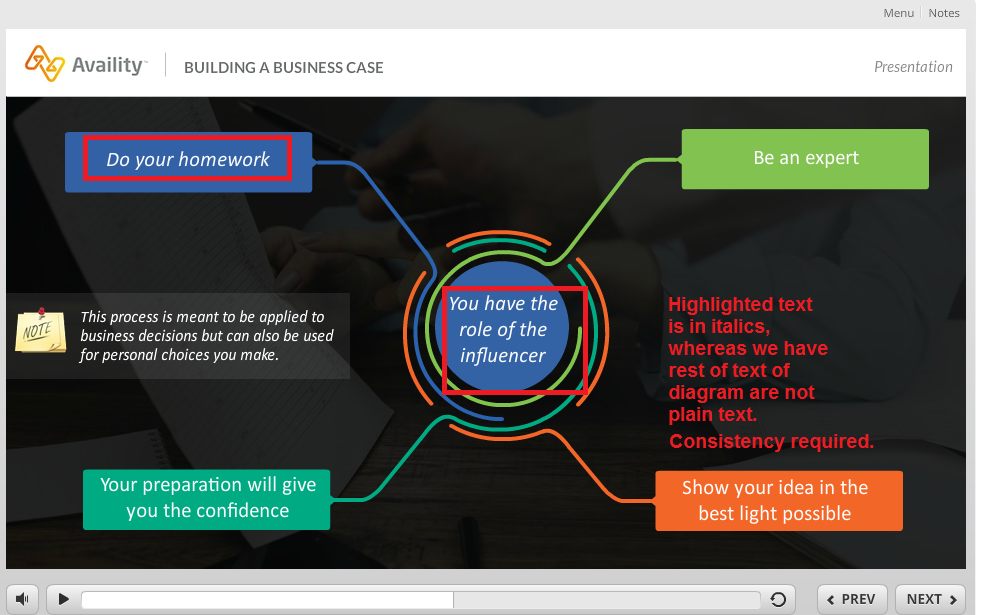 Menu Notes
Availity™ BUILDING A BUSINESS CASE Presentation
Do your homework
Be an expert
You have the
role of the
influencer
NOTE
This process is meant to be applied to
business decisions but can also be used
for personal choices you make.
Highlighted text
is in italics,
whereas we have
rest of text of
diagram are not
plain text.
Consistency required.
Your preparation will give
you the confidence
Show your idea in the
best light possible
PREV NEXT